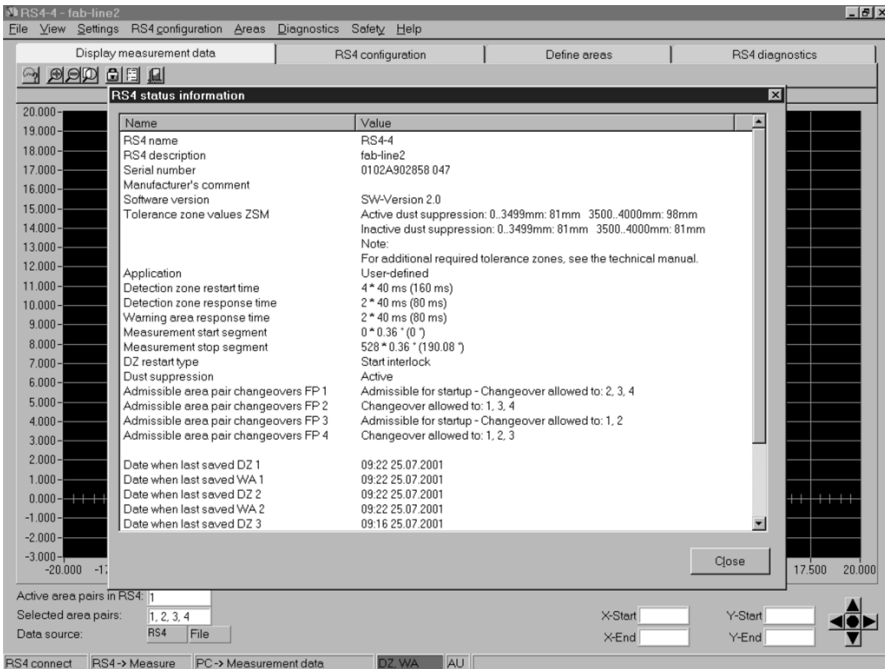 RS4-4 - fab-line2
File View Settings RS4 configuration Areas Diagnostics Safety Help
Display measurement data RS4 configuration Define areas RS4 diagnostics
RS4 status information
Name Value
RS4 name RS4-4
RS4 description fab-line2
Serial number 0102A902858 047
Manufacturer's comment
Software version SW-Version 2.0
Tolerance zone values ZSM Active dust suppression: 0..3499mm: 81mm 3500..4000mm: 98mm
Inactive dust suppression: 0..3499mm: 81mm 3500..4000mm: 81mm
Note:
For additional required tolerance zones, see the technical manual.
Application User-defined
Detection zone restart time 4 * 40 ms (160 ms)
Detection zone response time 2 * 40 ms (80 ms)
Warning area response time 2 * 40 ms (80 ms)
Measurement start segment 0 * 0.36 ° (0 °)
Measurement stop segment 528 * 0.36 ° (190.08 °)
DZ restart type Start interlock
Dust suppression Active
Admissible area pair changeovers FP 1 Admissible for startup - Changeover allowed to: 2, 3, 4
Admissible area pair changeovers FP 2 Changeover allowed to: 1, 3, 4
Admissible area pair changeovers FP 3 Admissible for startup - Changeover allowed to: 1, 2
Admissible area pair changeovers FP 4 Changeover allowed to: 1, 2, 3
Date when last saved DZ 1 09:22 25.07.2001
Date when last saved WA 1 09:22 25.07.2001
Date when last saved DZ 2 09:22 25.07.2001
Date when last saved WA 2 09:22 25.07.2001
Date when last saved DZ 3 09:16 25.07.2001
Close
20.000
19.000
18.000
17.000
16.000
15.000
14.000
13.000
12.000
11.000
10.000
9.000
8.000
7.000
6.000
5.000
4.000
3.000
2.000
1.000
0.000
-1.000
-2.000
-3.000
-20.000 17.500 20.000
Active area pairs in RS4: 1
Selected area pairs: 1, 2, 3, 4
Data source: RS4 File
X-Start Y-Start
X-End Y-End
RS4 connect RS4 -> Measure PC -> Measurement data DZ, WA AU